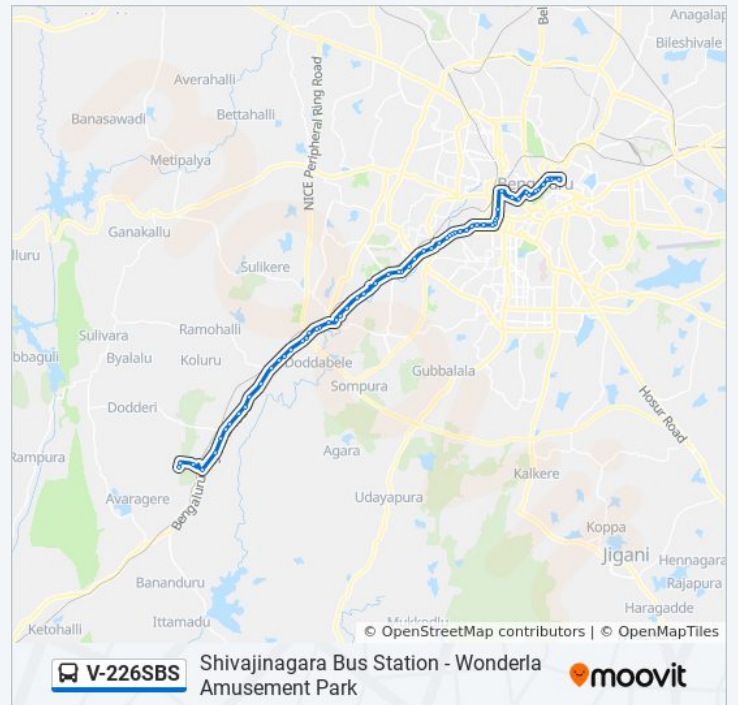 Anagalap
Bel
Bileshivale
Averahalli
Banasawadi
Bettahalli
NICE Peripheral Ring Road
Metipalya
Ganakallu
lluru
Sulikere
Sulivara
Ramohalli
bbaguli
Byalalu
Koluru
Doddabele
Sompura
Gubbalala
Dodderi
Hosur Road
Rampura
Agara
Kalkere
Avaragere
Udayapura
Bengaluru
Koppa
Jigani
Hennagara
Bananduru
Rajapura
Haragadde
Ittamadu
Ketohalli
© OpenStreetMap contributors | © OpenMapTiles
V-226SBS
Shivajinagara Bus Station - Wonderla
Amusement Park
moovit